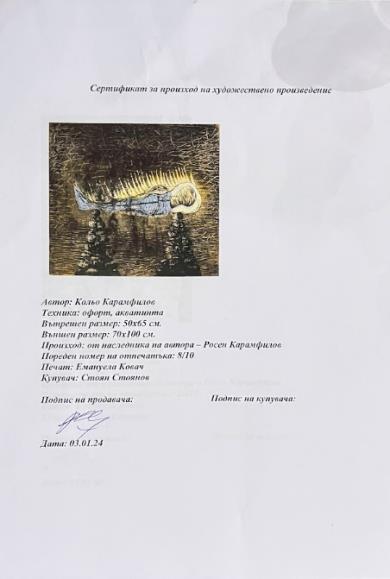 Сертификат за произход на художествено произведение
Автор: Кольо Карамфилов
Техника: офорт, акватинта
Вътрешен размер: 50х65 см.
Външен размер: 70х100 см.
Произход: от наследника на автора – Росен Карамфилов
Пореден номер на отпечатъка: 8/10
Печат: Емануела Ковач
Купувач: Стоян Стоянов
Подпис на продавача:
Подпис на купувача:
Дата: 03.01.24